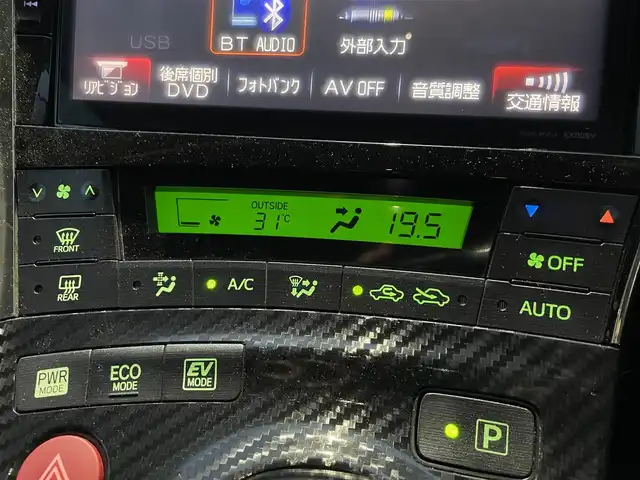 USB
BT AUDIO
外部入力
リアビジョン
後席個別
DVD
フォトバンク
AV OFF
音質調整
交通情報
OUTSIDE
31℃
19.5
FRONT
OFF
REAR
A/C
AUTO
PWR
MODE
ECO
MODE
EV
MODE
P